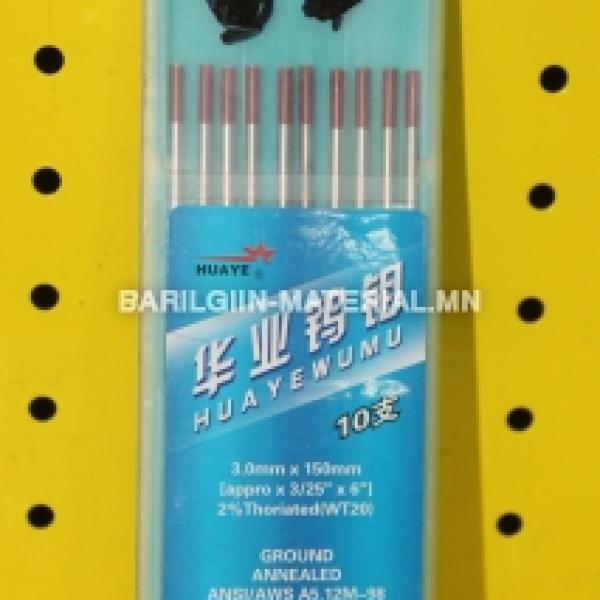 HUAYE
BARILGIIN-MATERIAL.MN
华业钨钼
HUAYEWUMU
10支
3.0mm x 150mm
[appro x 3/25" x 6"]
2%Thoriated(WT20)
GROUND
ANNEALED
ANSI/AWS A5.12M-98